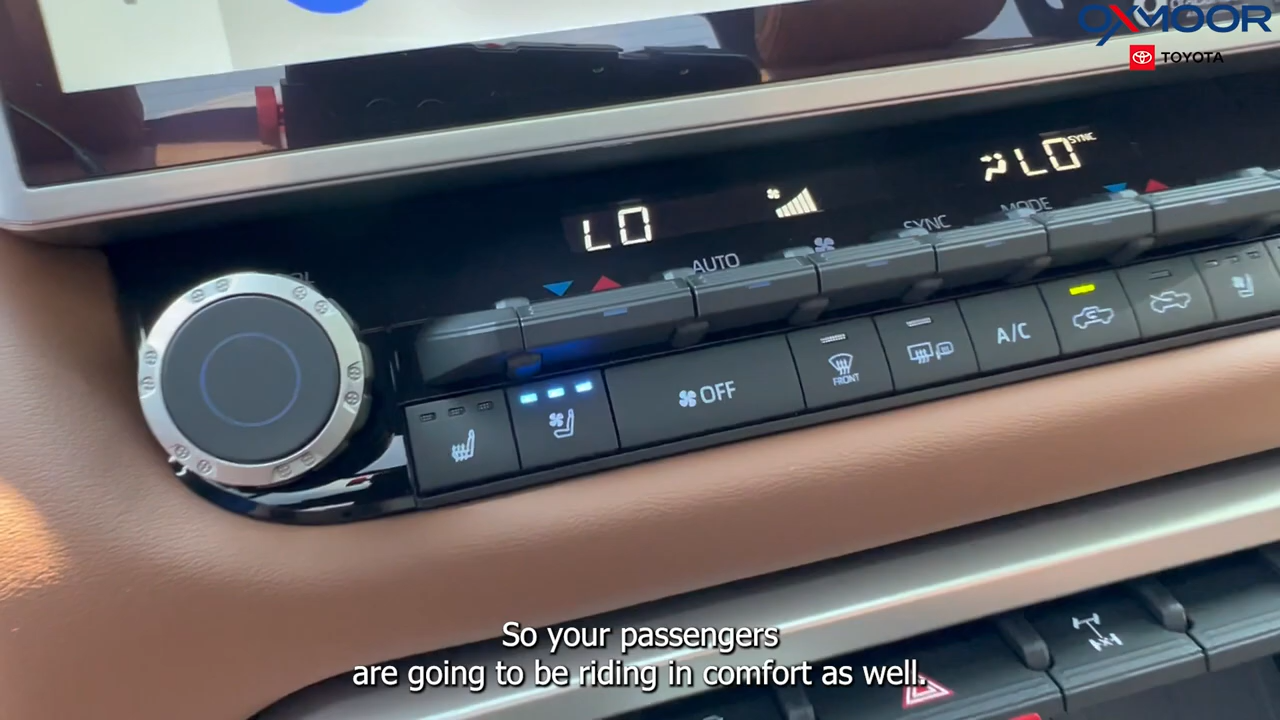 OXMOOR
TOYOTA
LO
LO SYNC
AUTO
SYNC
MODE
OFF
FRONT
A/C
So your passengers
are going to be riding in comfort as well.